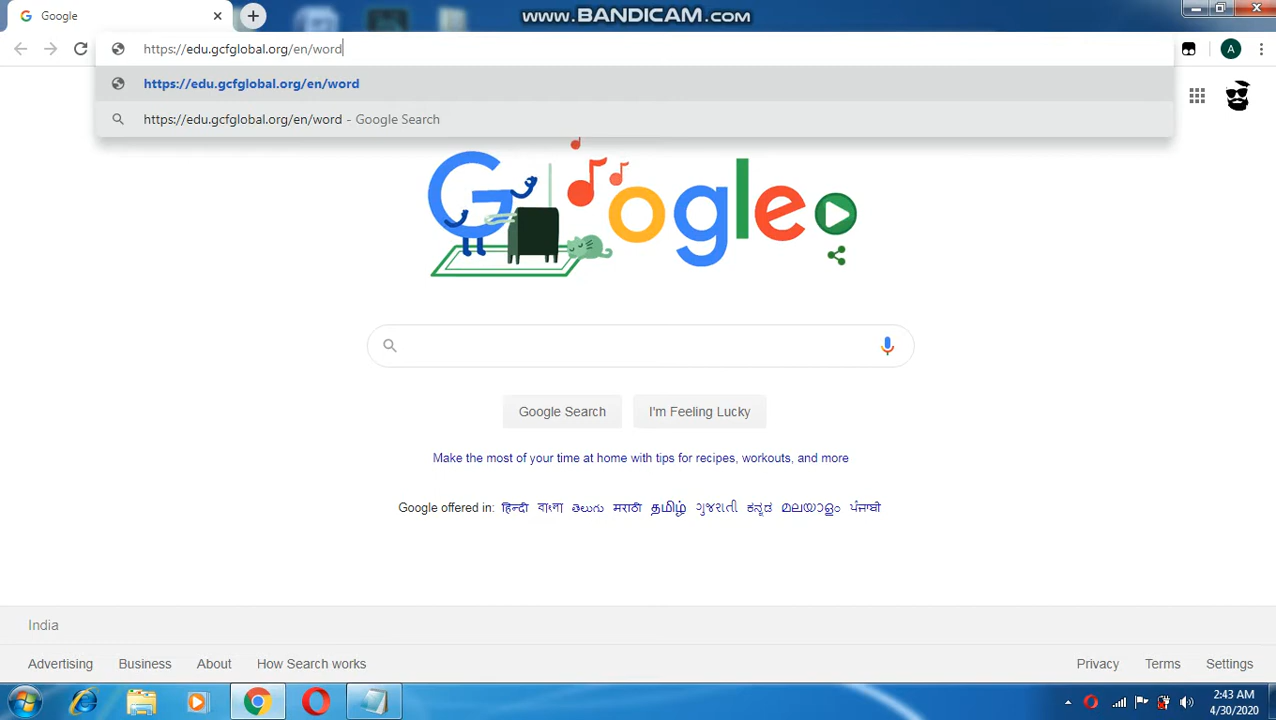 Google
www.BANDICAM.com
https://edu.gcfglobal.org/en/word
A
https://edu.gcfglobal.org/en/word
https://edu.gcfglobal.org/en/word - Google Search
Google
Google Search
I'm Feeling Lucky
Make the most of your time at home with tips for recipes, workouts, and more
Google offered in: हिन्दी বাংলা తెలుగు मराठी தமிழ் ગુજરાતી ಕನ್ನಡ മലയാളം ਪੰਜਾਬੀ
India
Advertising Business About How Search works Privacy Terms Settings
2:43 AM
4/30/2020